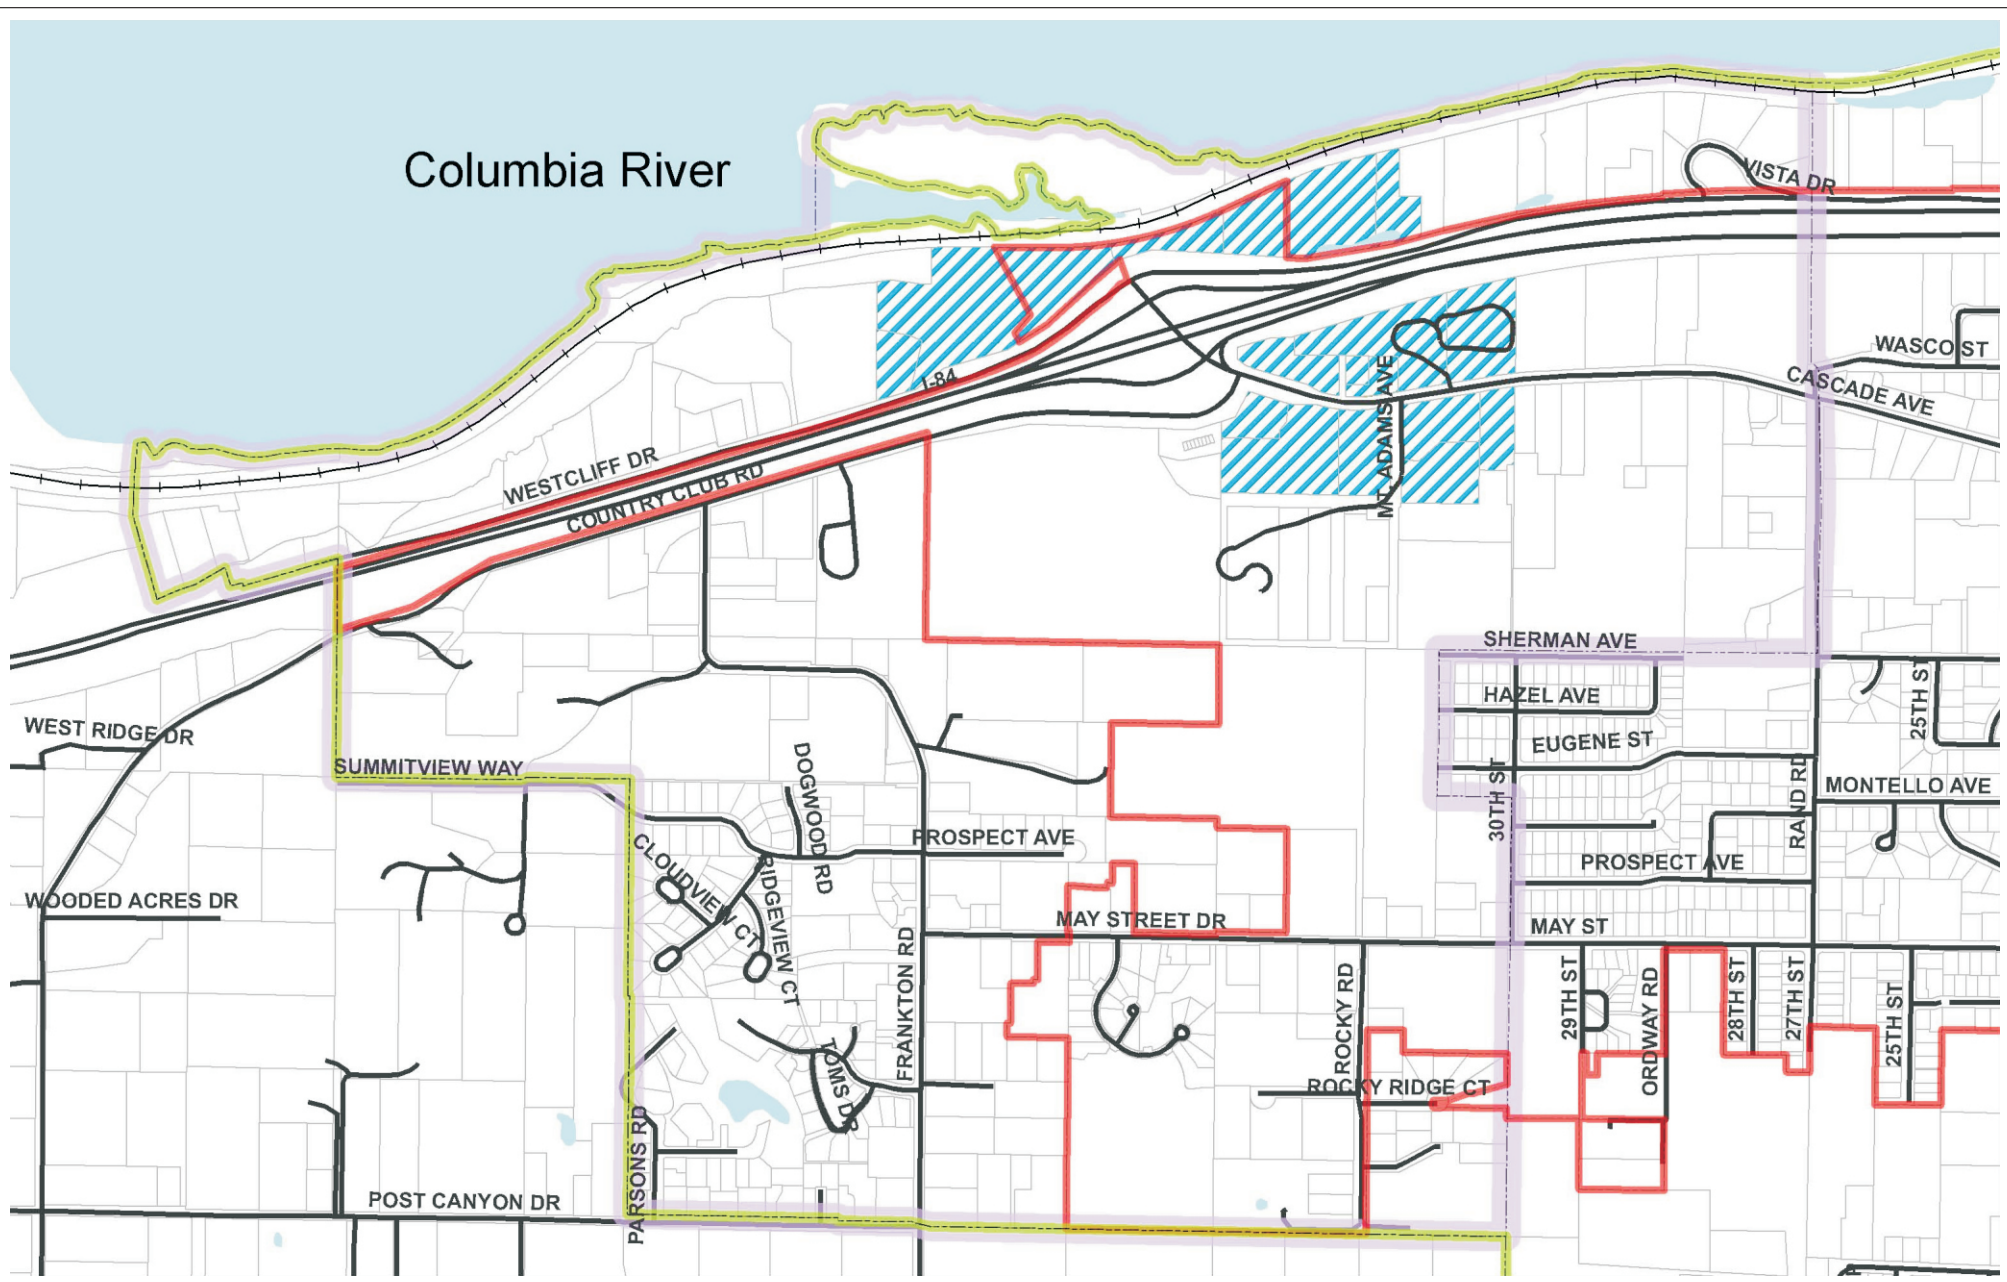 Columbia River
VISTA DR
WASCO ST
CASCADE AVE
I-84
MT. ADAMS AVE
WESTCLIFF DR
COUNTRY CLUB RD
SHERMAN AVE
HAZEL AVE
25TH ST
WEST RIDGE DR
EUGENE ST
SUMMITVIEW WAY
DOGWOOD RD
30TH ST
RAND RD
MONTELLO AVE
PROSPECT AVE
CLOUDVIEW CT
RIDGEVIEW CT
PROSPECT AVE
WOODED ACRES DR
MAY STREET DR
MAY ST
FRANKTON RD
ROCKY RD
29TH ST
ORDWAY RD
28TH ST
27TH ST
25TH ST
TOMS DR
ROCKY RIDGE CT
PARSONS RD
POST CANYON DR